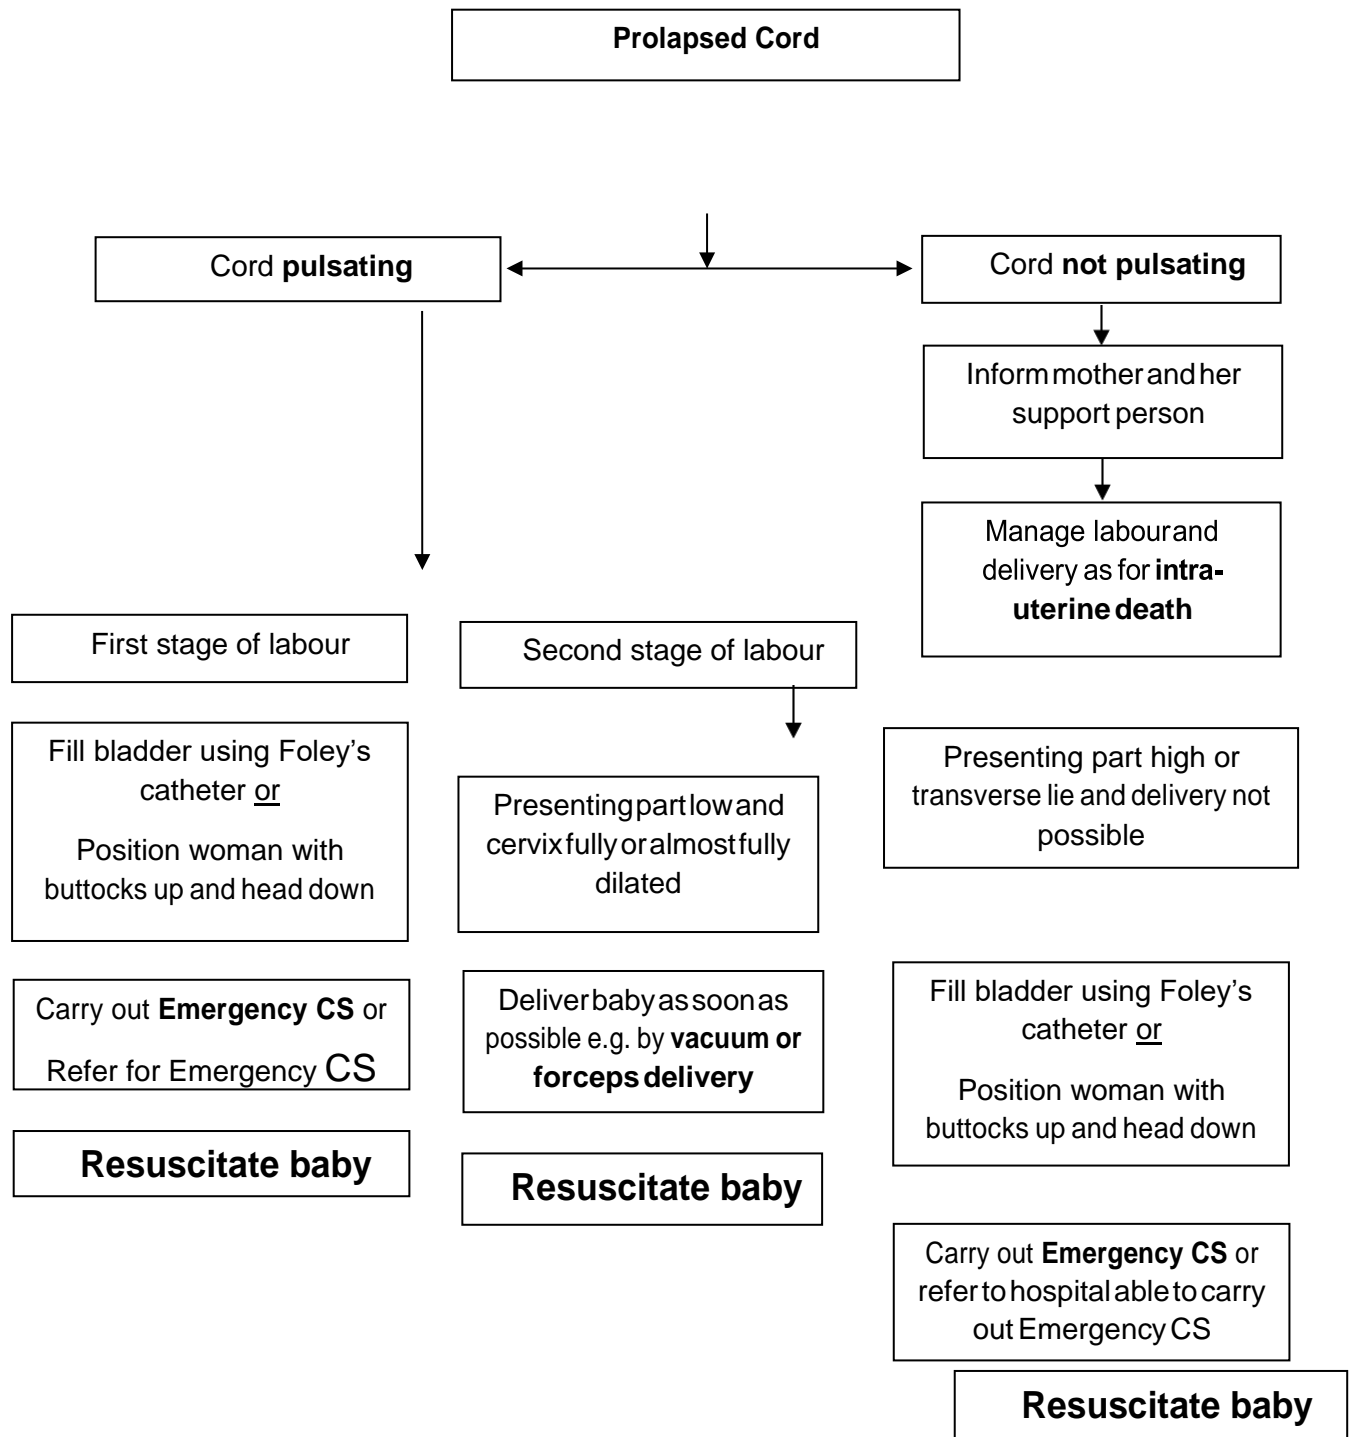 Prolapsed Cord
Cord pulsating
Cord not pulsating
Inform mother and her
support person
Manage labour and
delivery as for intra-
uterine death
First stage of labour
Second stage of labour
Fill bladder using Foley’s
catheter or
Position woman with
buttocks up and head down
Presenting part low and
cervix fully or almost fully
dilated
Presenting part high or
transverse lie and delivery not
possible
Carry out Emergency CS or
Refer for Emergency CS
Deliver baby as soon as
possible e.g. by vacuum or
forceps delivery
Fill bladder using Foley’s
catheter or
Position woman with
buttocks up and head down
Resuscitate baby
Resuscitate baby
Carry out Emergency CS or
refer to hospital able to carry
out Emergency CS
Resuscitate baby